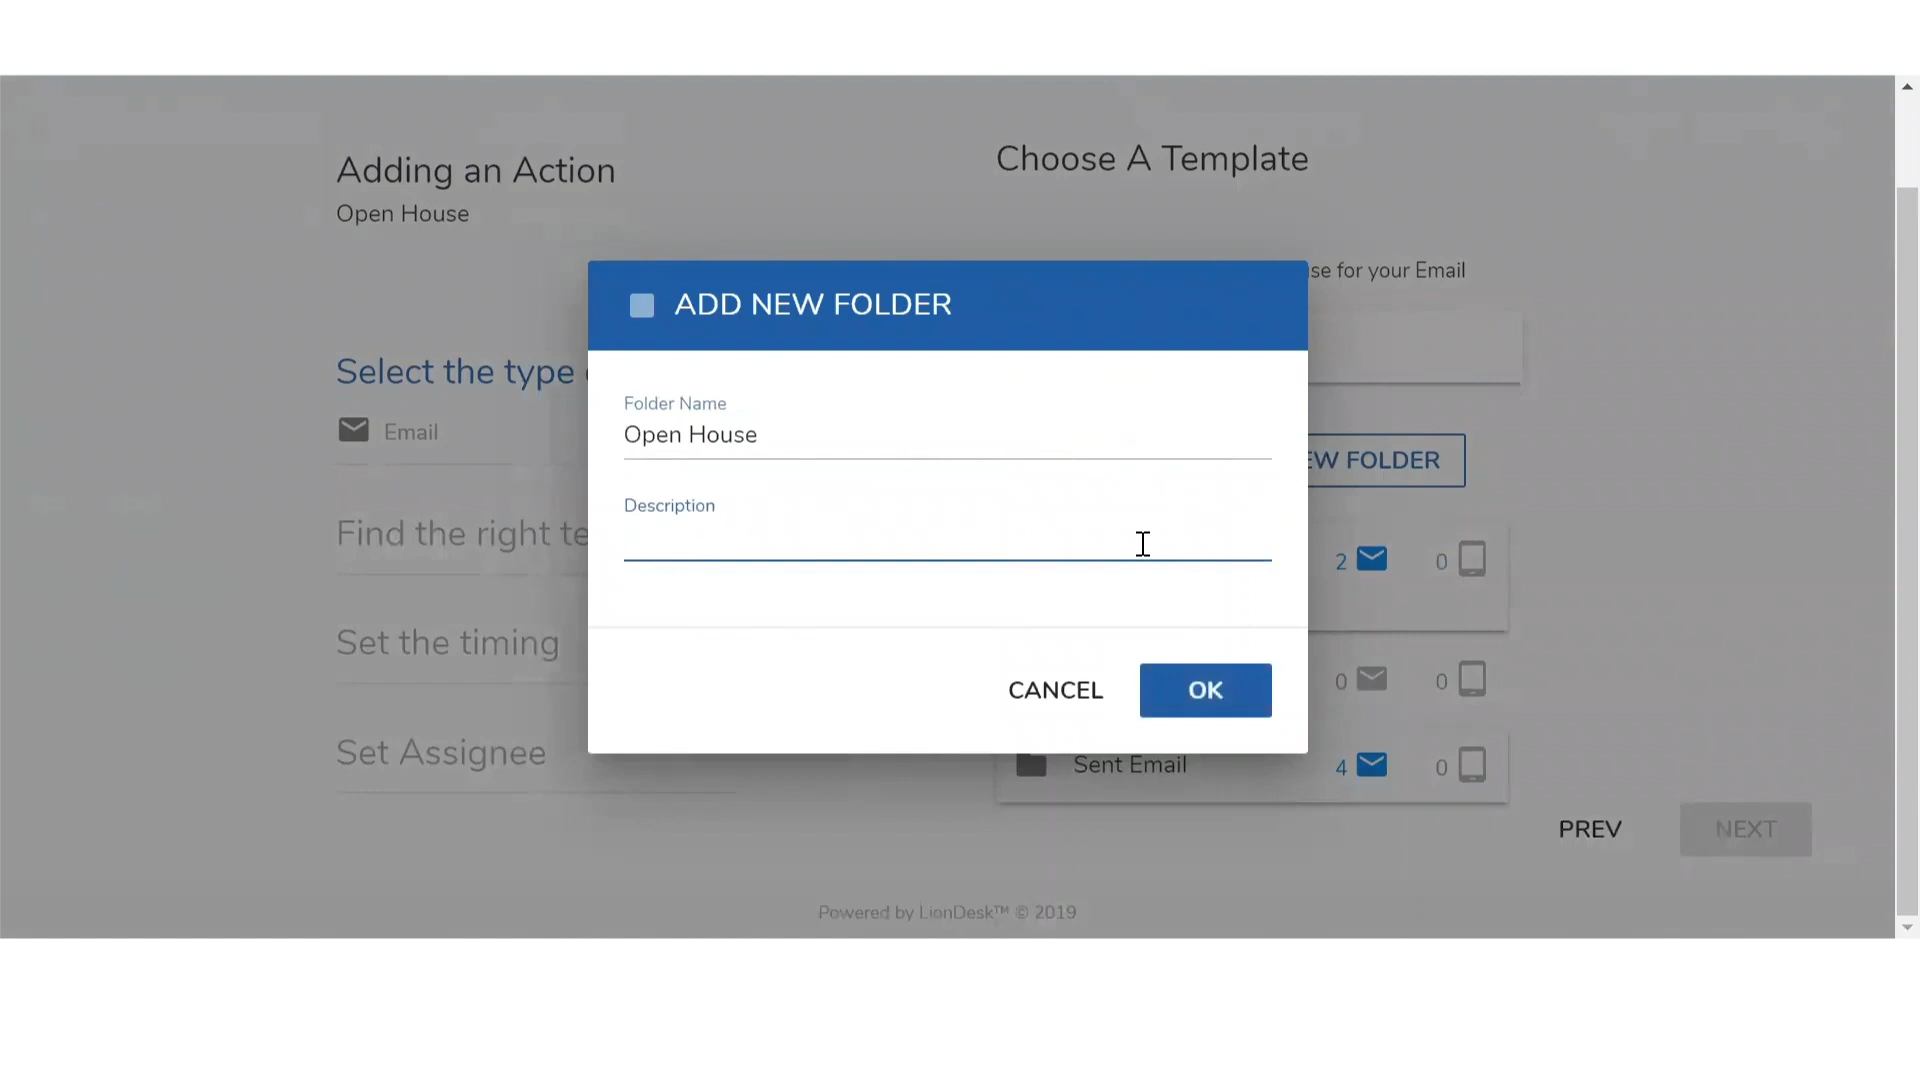 Adding an Action
Open House
Choose A Template
se for your Email
ADD NEW FOLDER
Select the type
Folder Name
Open House
Email
EW FOLDER
Description
Find the right te
2
0
Set the timing
0
0
CANCEL
OK
Set Assignee
Sent Email
4
0
PREV
NEXT
Powered by LionDesk™ © 2019